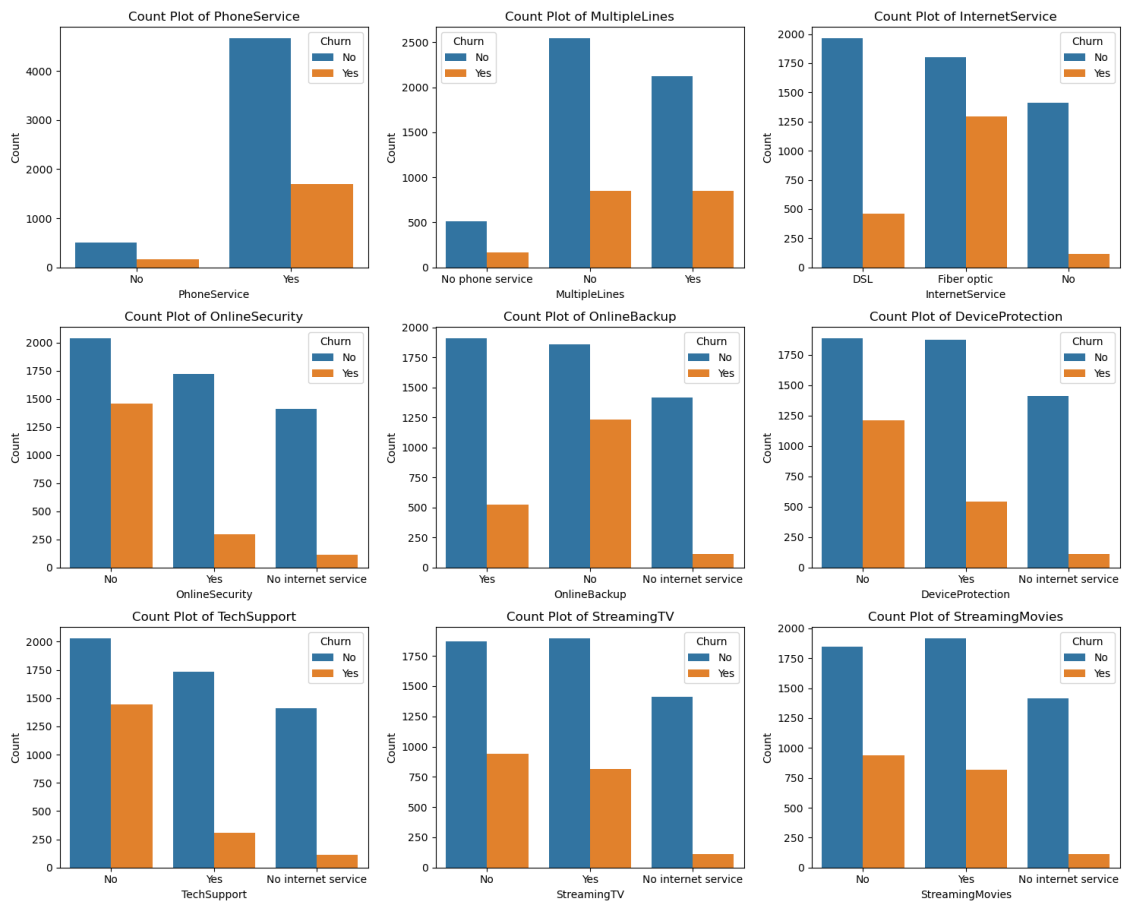 Count Plot of PhoneService
Churn
No
Yes
4000
3000
2000
1000
0
Count
No
Yes
PhoneService
Count Plot of MultipleLines
Churn
No
Yes
2500
2000
1500
1000
500
0
Count
No phone service
No
Yes
MultipleLines
Count Plot of InternetService
Churn
No
Yes
2000
1750
1500
1250
1000
750
500
250
0
Count
DSL
Fiber optic
No
InternetService
Count Plot of OnlineSecurity
Churn
No
Yes
2000
1750
1500
1250
1000
750
500
250
0
Count
No
Yes
No internet service
OnlineSecurity
Count Plot of OnlineBackup
Churn
No
Yes
2000
1750
1500
1250
1000
750
500
250
0
Count
Yes
No
No internet service
OnlineBackup
Count Plot of DeviceProtection
Churn
No
Yes
1750
1500
1250
1000
750
500
250
0
Count
No
Yes
No internet service
DeviceProtection
Count Plot of TechSupport
Churn
No
Yes
2000
1750
1500
1250
1000
750
500
250
0
Count
No
Yes
No internet service
TechSupport
Count Plot of StreamingTV
Churn
No
Yes
1750
1500
1250
1000
750
500
250
0
Count
No
Yes
No internet service
StreamingTV
Count Plot of StreamingMovies
Churn
No
Yes
2000
1750
1500
1250
1000
750
500
250
0
Count
No
Yes
No internet service
StreamingMovies